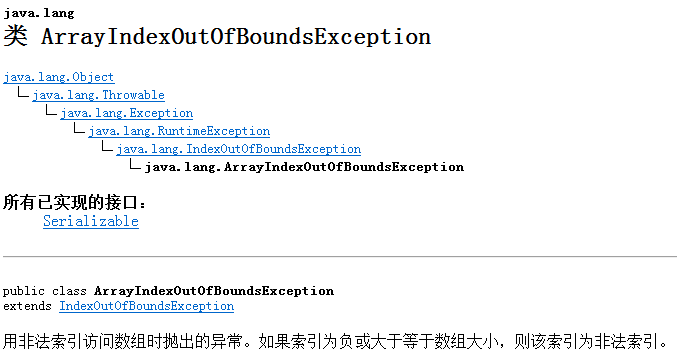 java.lang
类 ArrayIndexOutOfBoundsException
java.lang.Object
java.lang.Throwable
java.lang.Exception
java.lang.RuntimeException
java.lang.IndexOutOfBoundsException
java.lang.ArrayIndexOutOfBoundsException
所有已实现的接口：
Serializable
public class ArrayIndexOutOfBoundsException
extends IndexOutOfBoundsException
用非法索引访问数组时抛出的异常。如果索引为负或大于等于数组大小，则该索引为非法索引。